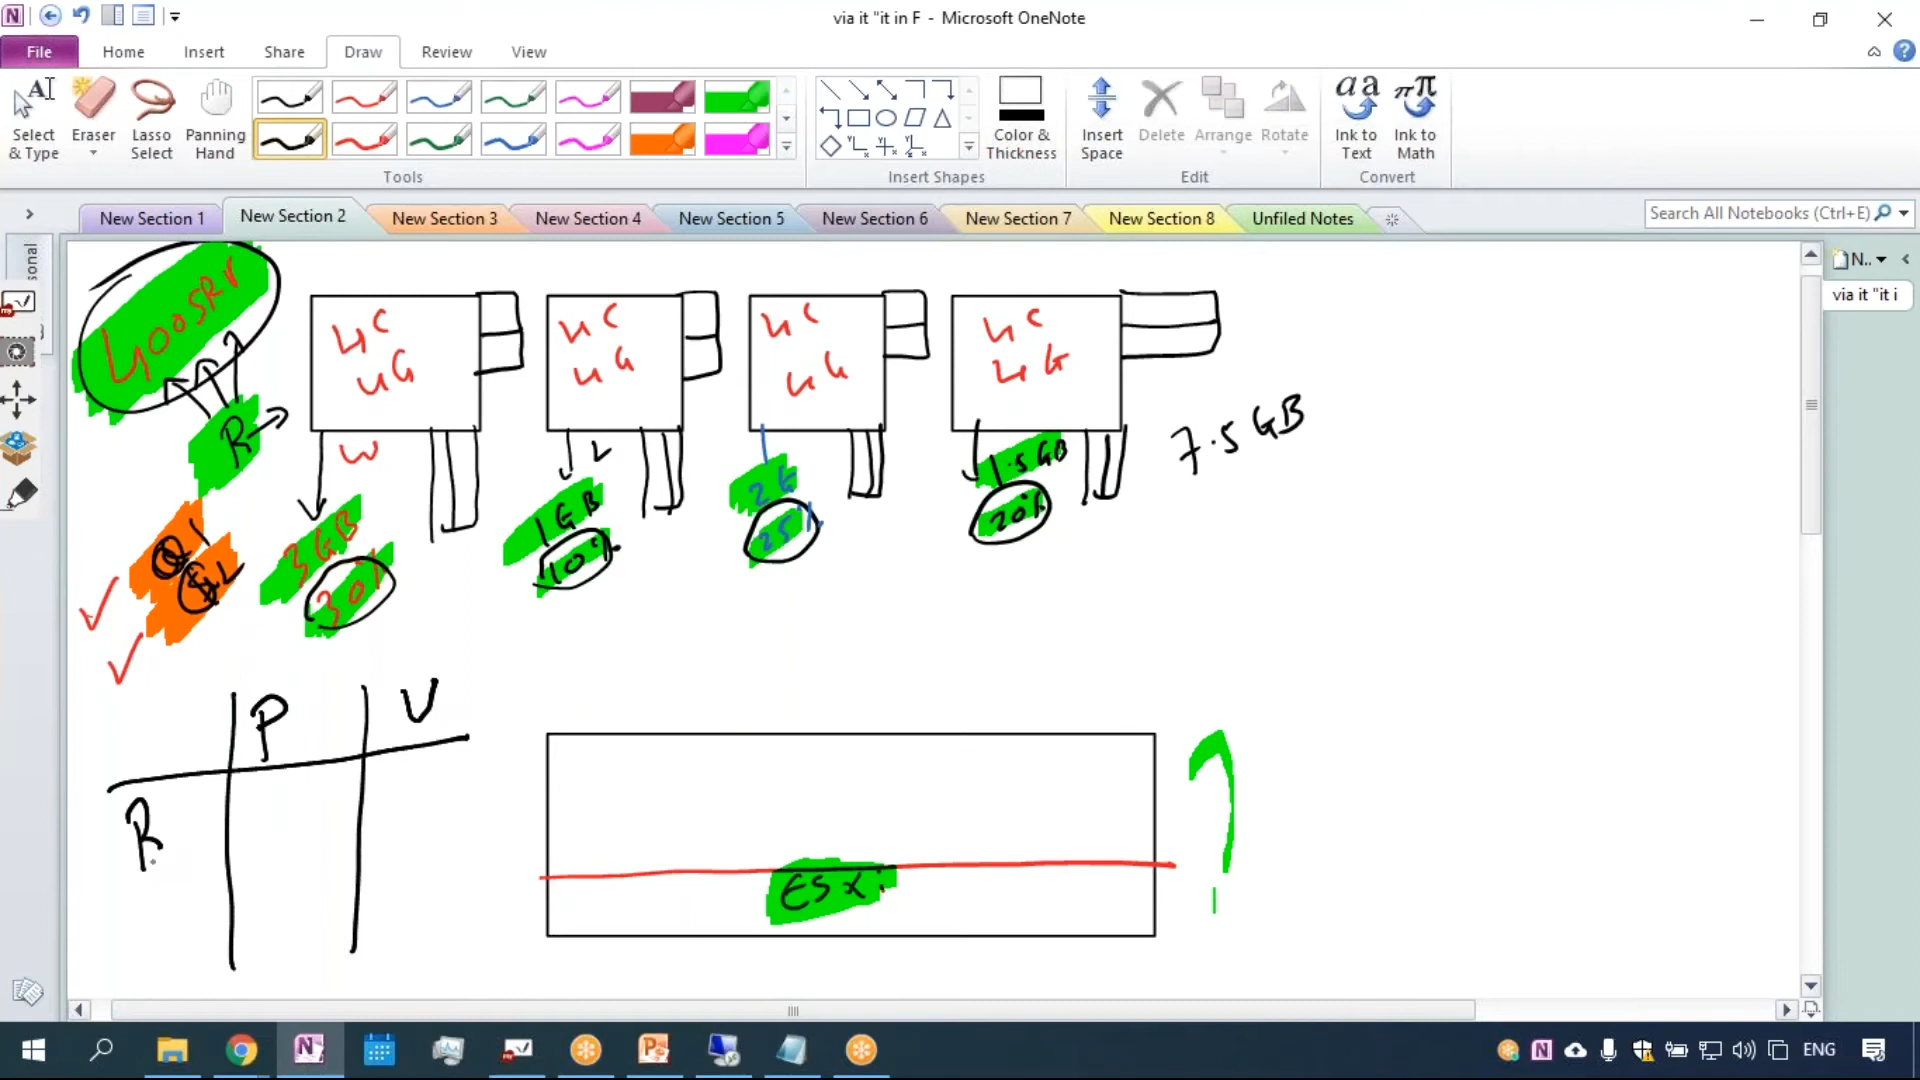 via it "it in F - Microsoft OneNote
File Home Insert Share Draw Review View
Select & Type
Eraser
Lasso Select
Panning Hand
Color & Thickness
Insert Space
Delete
Arrange
Rotate
Ink to Text
Ink to Math
Tools
Insert Shapes
Edit
Convert
New Section 1
New Section 2
New Section 3
New Section 4
New Section 5
New Section 6
New Section 7
New Section 8
Unfiled Notes
Search All Notebooks (Ctrl+E)
sonal
N..
via it "it i
400SRV
R
4C
4G
4C
4G
4C
4G
4C
4G
W
L
3GB
30%
1GB
10%
2G
25%
1.5GB
20%
7.5 GB
P
V
R
ESXi
?
ENG